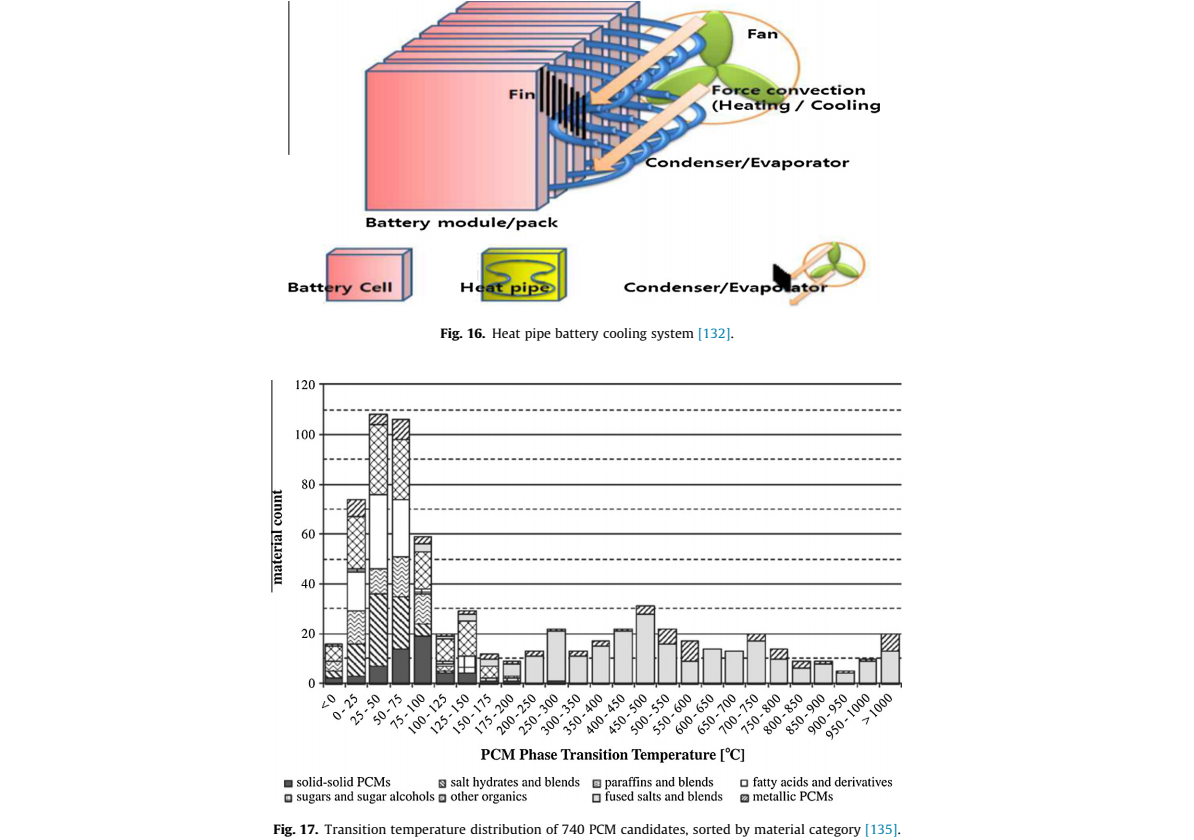 Fan
Fin
Force convection
(Heating / Cooling
Condenser/Evaporator
Battery module/pack
Battery Cell
Heat pipe
Condenser/Evaporator
Fig. 16. Heat pipe battery cooling system [132].
120
100
80
60
40
20
0
material count
< 0
0 - 25
25 - 50
50 - 75
75 - 100
100 - 125
125 - 150
150 - 175
175 - 200
200 - 250
250 - 300
300 - 350
350 - 400
400 - 450
450 - 500
500 - 550
550 - 600
600 - 650
650 - 700
700 - 750
750 - 800
800 - 850
850 - 900
900 - 950
950 - 1000
> 1000
PCM Phase Transition Temperature [°C]
solid-solid PCMs salt hydrates and blends paraffins and blends fatty acids and derivatives
sugars and sugar alcohols other organics fused salts and blends metallic PCMs
Fig. 17. Transition temperature distribution of 740 PCM candidates, sorted by material category [135].